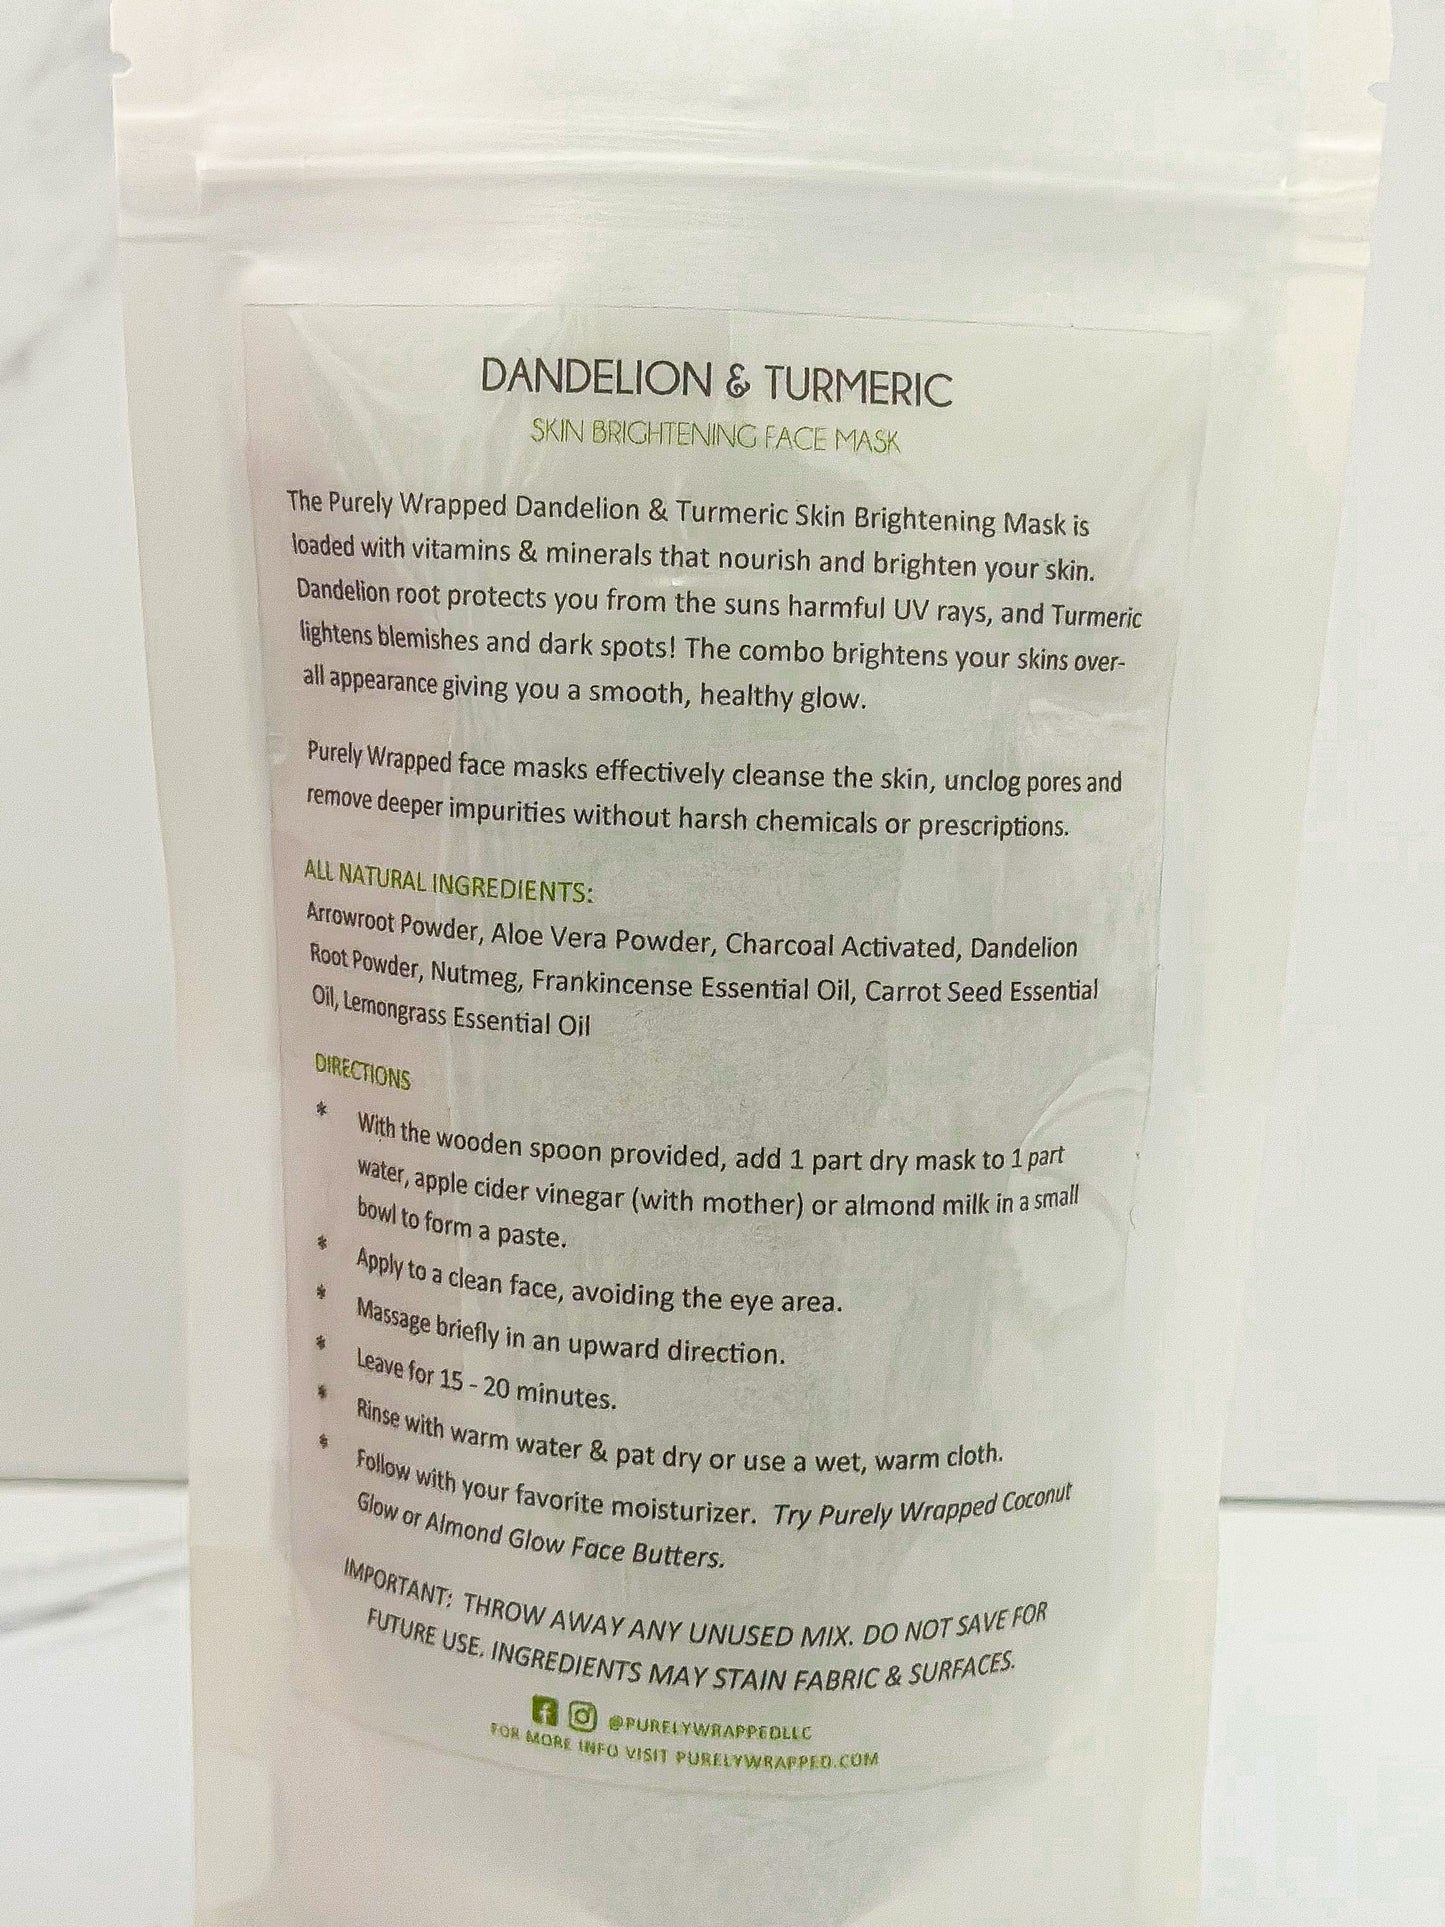 DANDELION & TURMERIC
SKIN BRIGHTENING FACE MASK
The Purely Wrapped Dandelion & Turmeric Skin Brightening Mask is
loaded with vitamins & minerals that nourish and brighten your skin.
Dandelion root protects you from the suns harmful UV rays, and Turmeric
lightens blemishes and dark spots! The combo brightens your skins over-
all appearance giving you a smooth, healthy glow.
Purely Wrapped face masks effectively cleanse the skin, unclog pores and
remove deeper impurities without harsh chemicals or prescriptions.
ALL NATURAL INGREDIENTS:
Arrowroot Powder, Aloe Vera Powder, Charcoal Activated, Dandelion
Root Powder, Nutmeg, Frankincense Essential Oil, Carrot Seed Essential
Oil, Lemongrass Essential Oil
DIRECTIONS
* With the wooden spoon provided, add 1 part dry mask to 1 part
water, apple cider vinegar (with mother) or almond milk in a small
bowl to form a paste.
* Apply to a clean face, avoiding the eye area.
* Massage briefly in an upward direction.
* Leave for 15 - 20 minutes.
* Rinse with warm water & pat dry or use a wet, warm cloth.
* Follow with your favorite moisturizer. Try Purely Wrapped Coconut
Glow or Almond Glow Face Butters.
IMPORTANT: THROW AWAY ANY UNUSED MIX. DO NOT SAVE FOR
FUTURE USE. INGREDIENTS MAY STAIN FABRIC & SURFACES.
@PURELYWRAPPEDLLC
FOR MORE INFO VISIT PURELYWRAPPED.COM